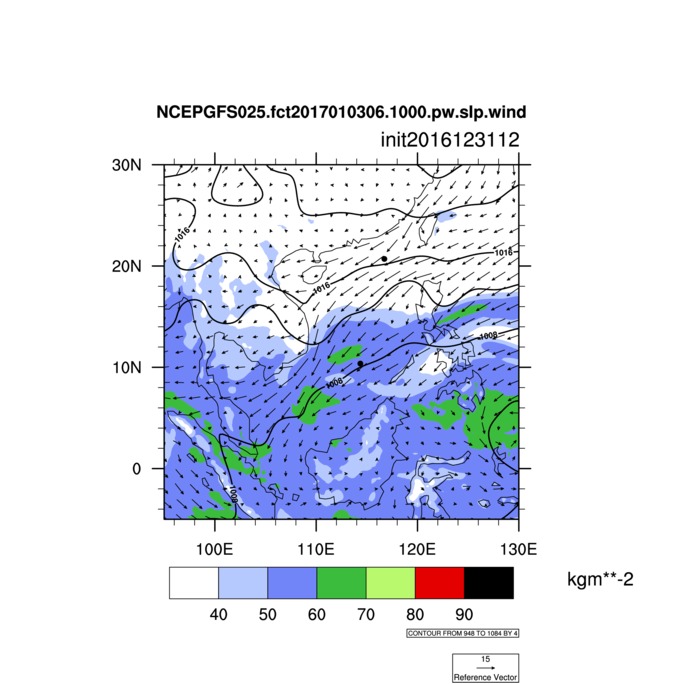 NCEPGFS025.fct2017010306.1000.pw.slp.wind
init2016123112
30N
1016
1016
20N
1016
1008
10N
1008
0
1008
100E 110E 120E 130E
kgm**-2
40 50 60 70 80 90
CONTOUR FROM 948 TO 1084 BY 4
15
Reference Vector